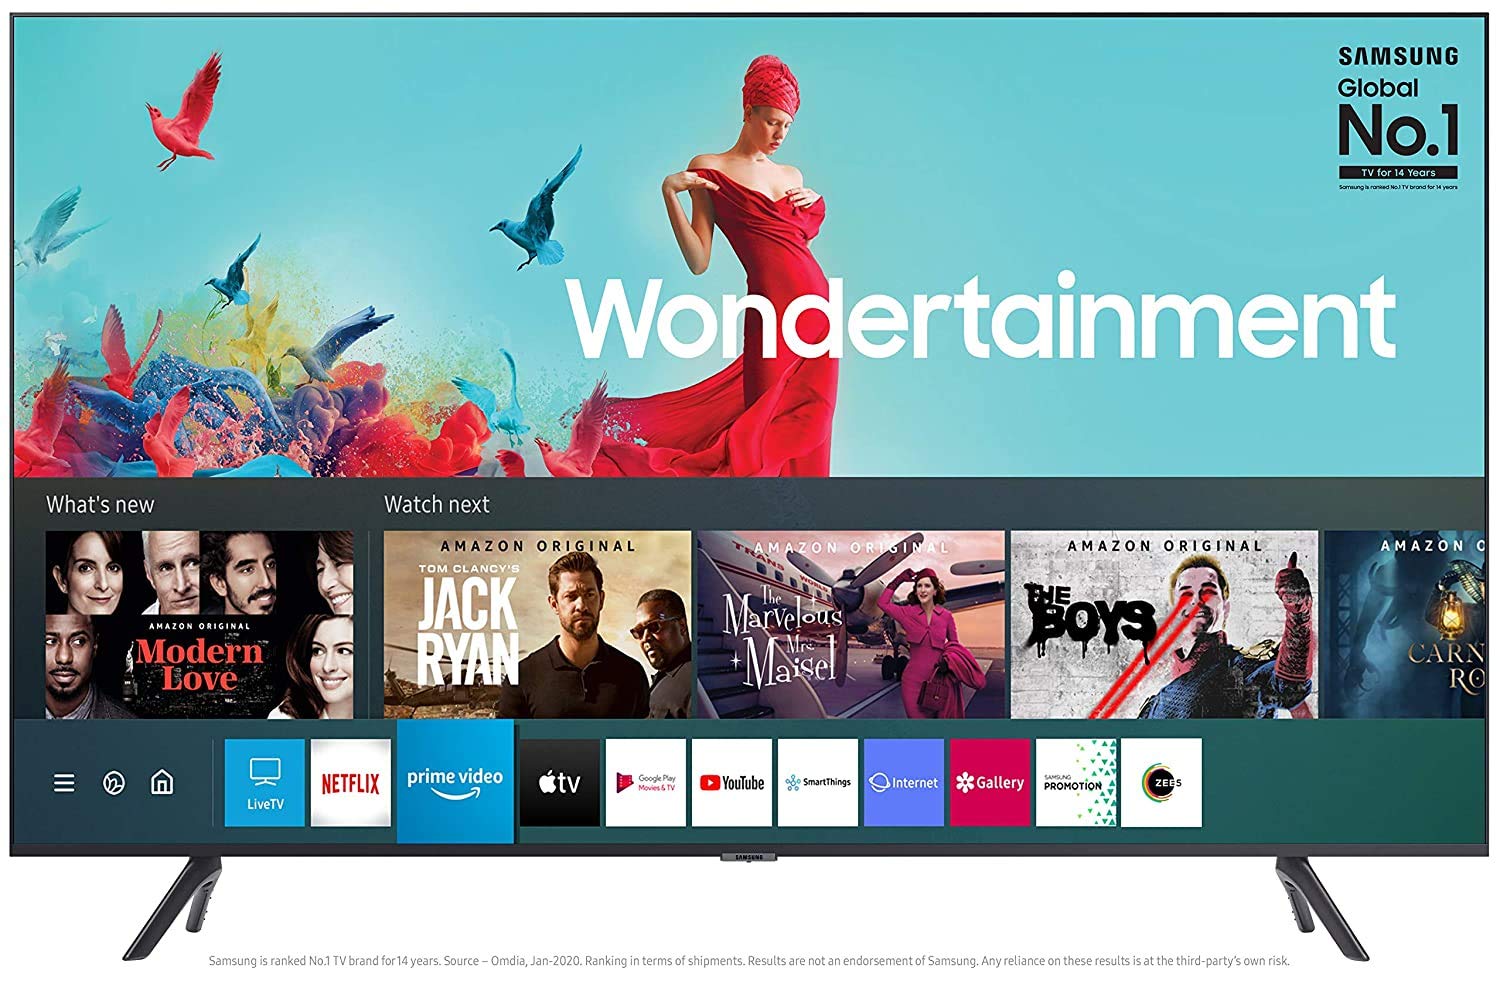 SAMSUNG
Global
No.1
TV for 14 Years
Samsung is ranked No.1 TV brand for 14 years
Wondertainment
What's new
Watch next
AMAZON ORIGINAL
Modern
Love
AMAZON ORIGINAL
TOM CLANCY'S
JACK
RYAN
AMAZON ORIGINAL
The
Marvelous
Mrs.
Maisel
AMAZON ORIGINAL
THE
BOYS
AMAZON O
CARN
RO
LiveTV
NETFLIX
prime video
tv
Google Play
Movies & TV
YouTube
SmartThings
Internet
Gallery
SAMSUNG
PROMOTION
ZEE5
SAMSUNG
Samsung is ranked No.1 TV brand for 14 years. Source – Omdia, Jan-2020. Ranking in terms of shipments. Results are not an endorsement of Samsung. Any reliance on these results is at the third-party's own risk.